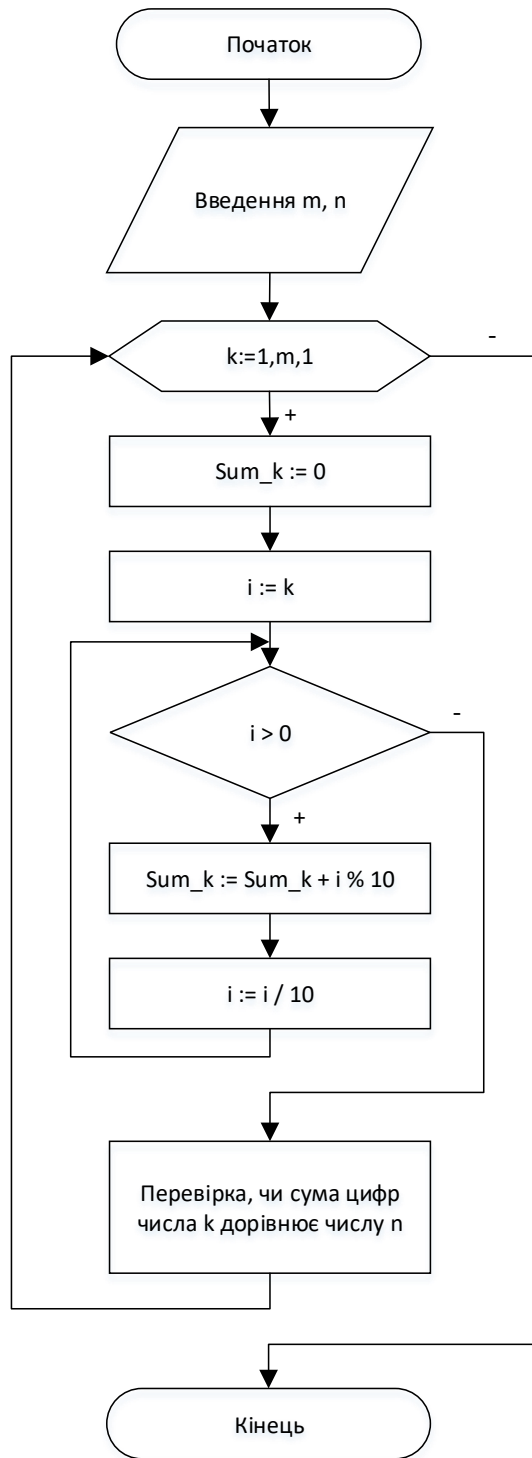 Початок
Введення m, n
k:=1,m,1
-
+
Sum_k := 0
i := k
i > 0
-
+
Sum_k := Sum_k + i % 10
i := i / 10
Перевірка, чи сума цифр
числа k дорівнює числу n
Кінець